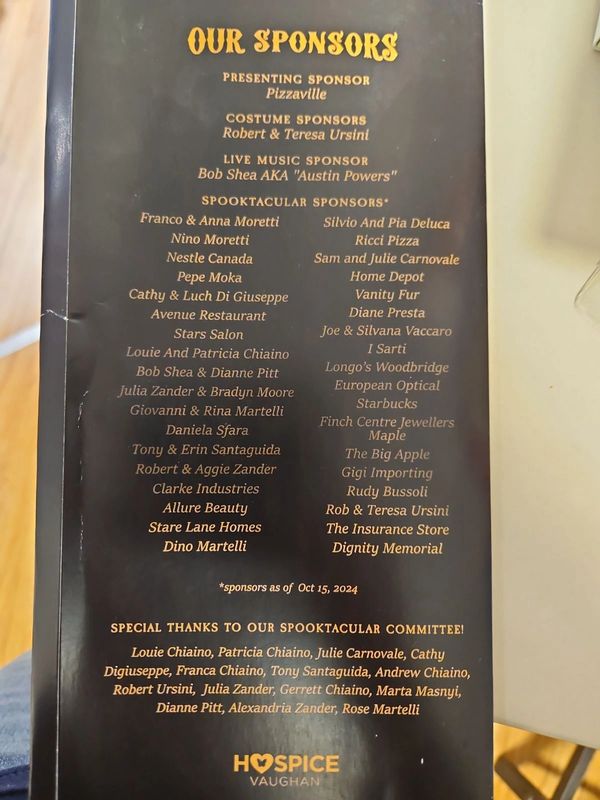 OUR SPONSORS
PRESENTING SPONSOR
Pizzaville
COSTUME SPONSORS
Robert & Teresa Ursini
LIVE MUSIC SPONSOR
Bob Shea AKA "Austin Powers"
SPOOKTACULAR SPONSORS*
Franco & Anna Moretti
Nino Moretti
Nestle Canada
Pepe Moka
Cathy & Luch Di Giuseppe
Avenue Restaurant
Stars Salon
Louie And Patricia Chiaino
Bob Shea & Dianne Pitt
Julia Zander & Bradyn Moore
Giovanni & Rina Martelli
Daniela Sfara
Tony & Erin Santaguida
Robert & Aggie Zander
Clarke Industries
Allure Beauty
Stare Lane Homes
Dino Martelli
Silvio And Pia Deluca
Ricci Pizza
Sam and Julie Carnovale
Home Depot
Vanity Fur
Diane Presta
Joe & Silvana Vaccaro
I Sarti
Longo's Woodbridge
European Optical
Starbucks
Finch Centre Jewellers
Maple
The Big Apple
Gigi Importing
Rudy Bussoli
Rob & Teresa Ursini
The Insurance Store
Dignity Memorial
*sponsors as of Oct 15, 2024
SPECIAL THANKS TO OUR SPOOKTACULAR COMMITTEE!
Louie Chiaino, Patricia Chiaino, Julie Carnovale, Cathy
Digiuseppe, Franca Chiaino, Tony Santaguida, Andrew Chiaino,
Robert Ursini, Julia Zander, Gerrett Chiaino, Marta Masnyi,
Dianne Pitt, Alexandria Zander, Rose Martelli
HOSPICE
VAUGHAN